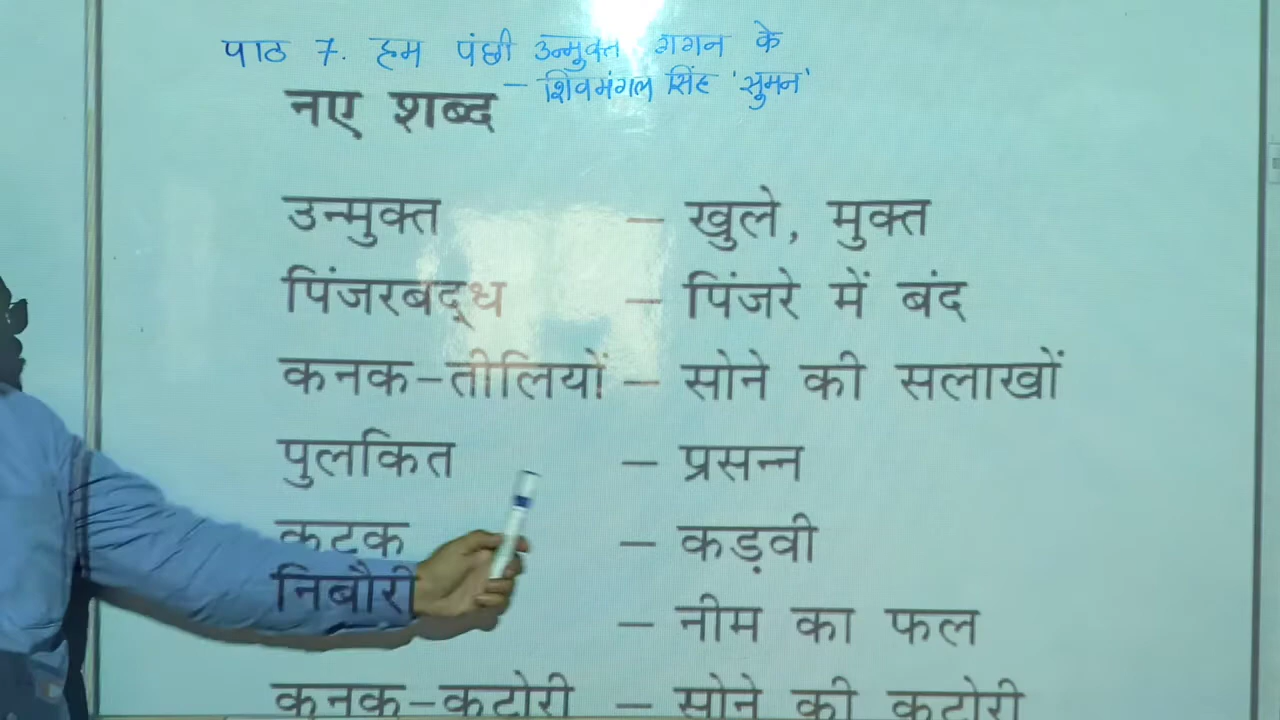 पाठ 7. हम पंछी उन्मुक्त गगन के
– शिवमंगल सिंह 'सुमन'
नए शब्द
उन्मुक्त – खुले, मुक्त
पिंजरबद्ध – पिंजरे में बंद
कनक–तीलियों – सोने की सलाखों
पुलकित – प्रसन्न
कटुक – कड़वी
निबौरी – नीम का फल
कनक–कटोरी – सोने की कटोरी